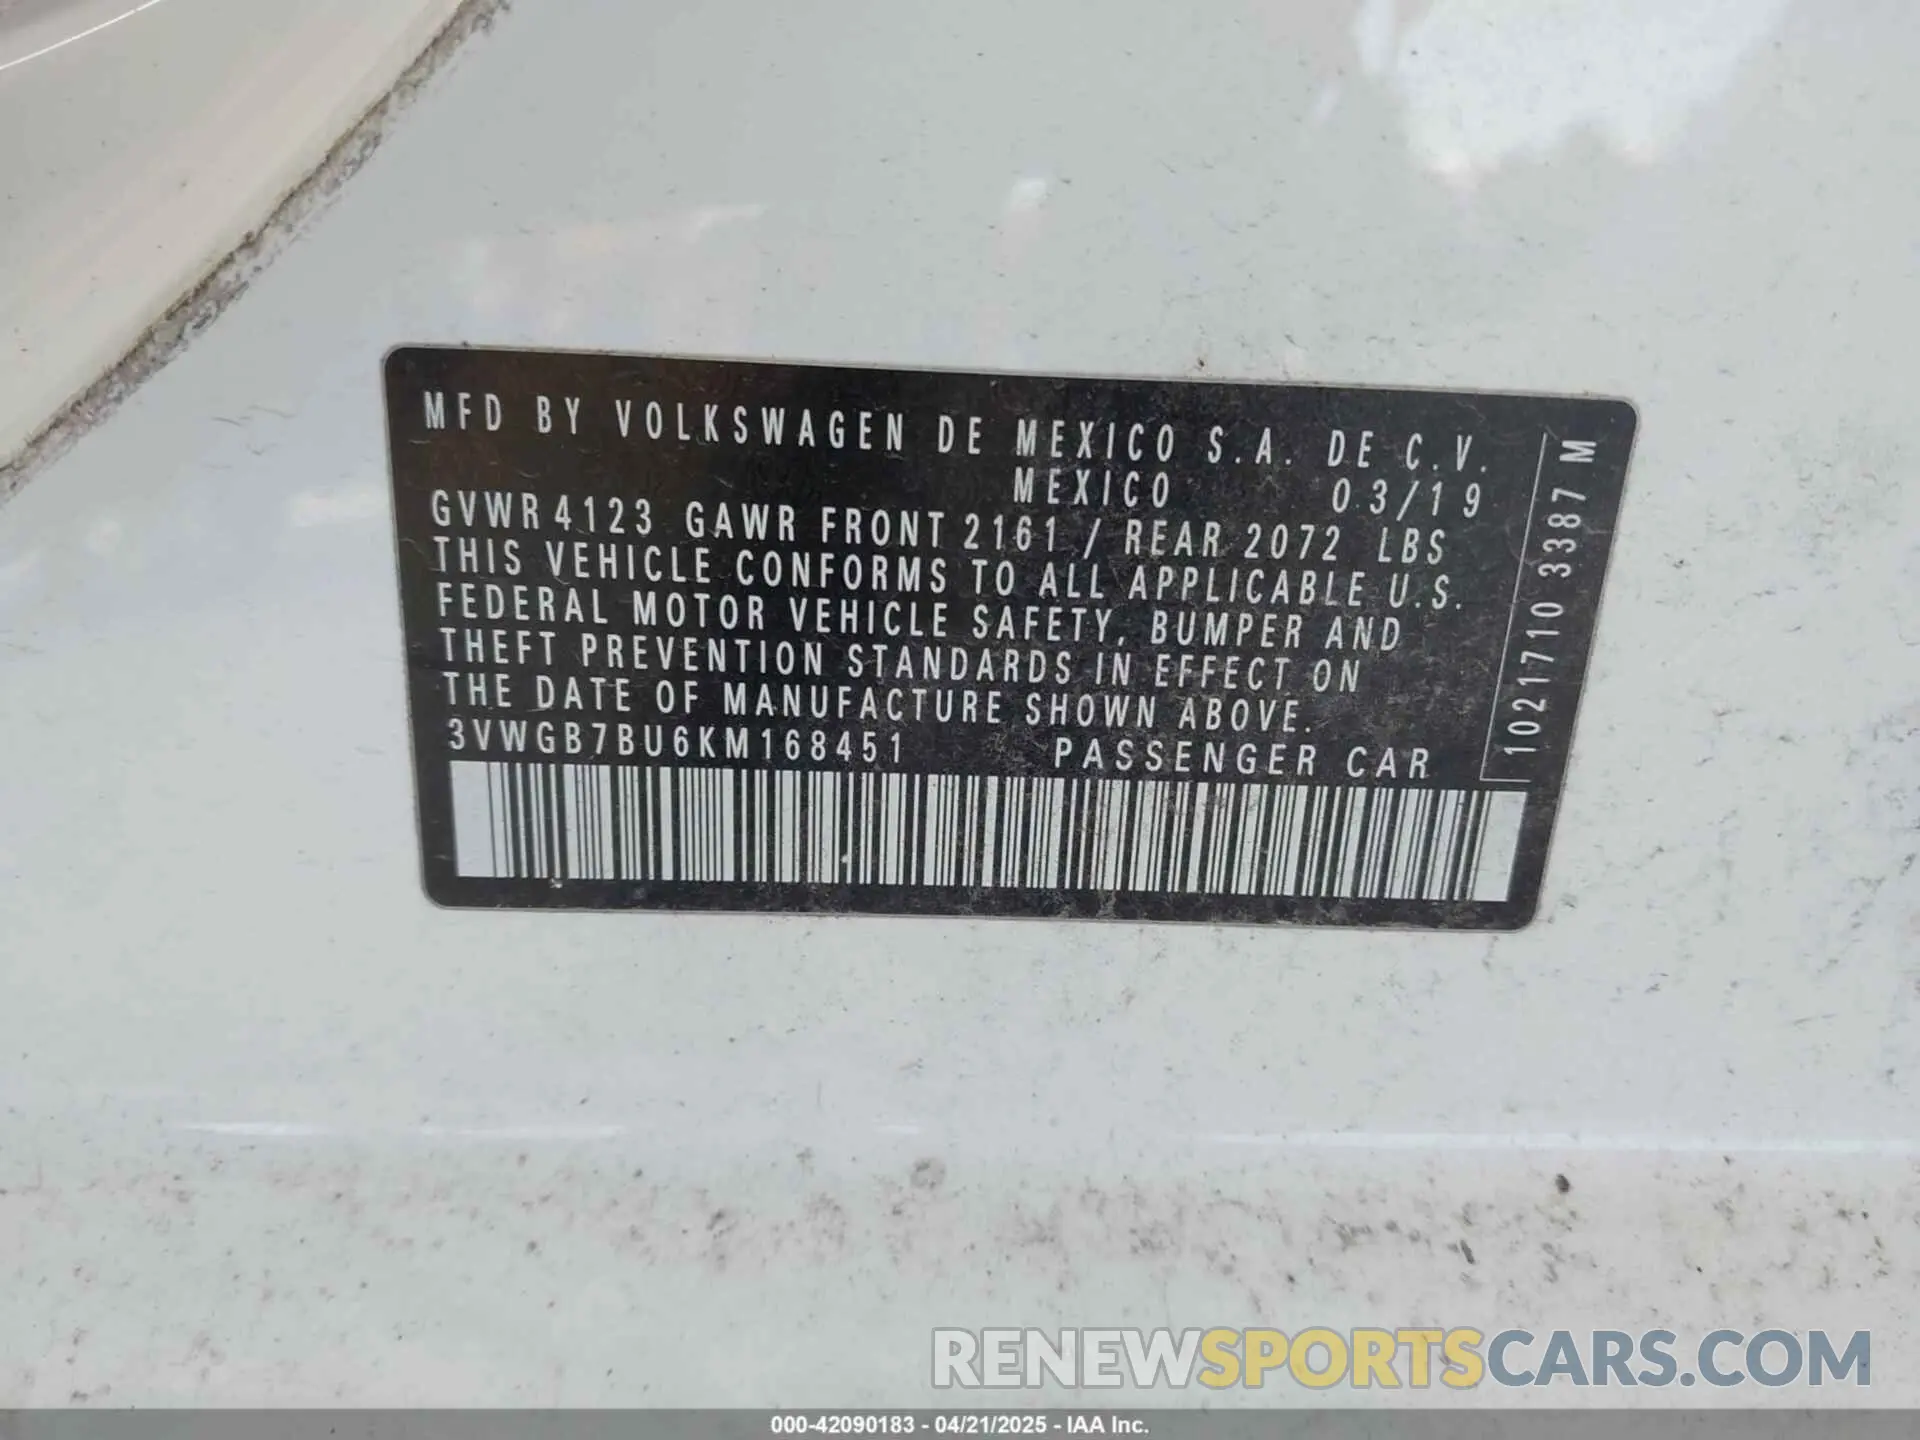 MFD BY VOLKSWAGEN DE MEXICO S.A. DE C.V.
MEXICO 03/19
GVWR 4123 GAWR FRONT 2161 / REAR 2072 LBS
THIS VEHICLE CONFORMS TO ALL APPLICABLE U.S.
FEDERAL MOTOR VEHICLE SAFETY, BUMPER AND
THEFT PREVENTION STANDARDS IN EFFECT ON
THE DATE OF MANUFACTURE SHOWN ABOVE.
3VWGB7BU6KM168451 PASSENGER CAR
1021710 3387 M
RENEWSPORTSCARS.COM
000-42090183 - 04/21/2025 - IAA Inc.